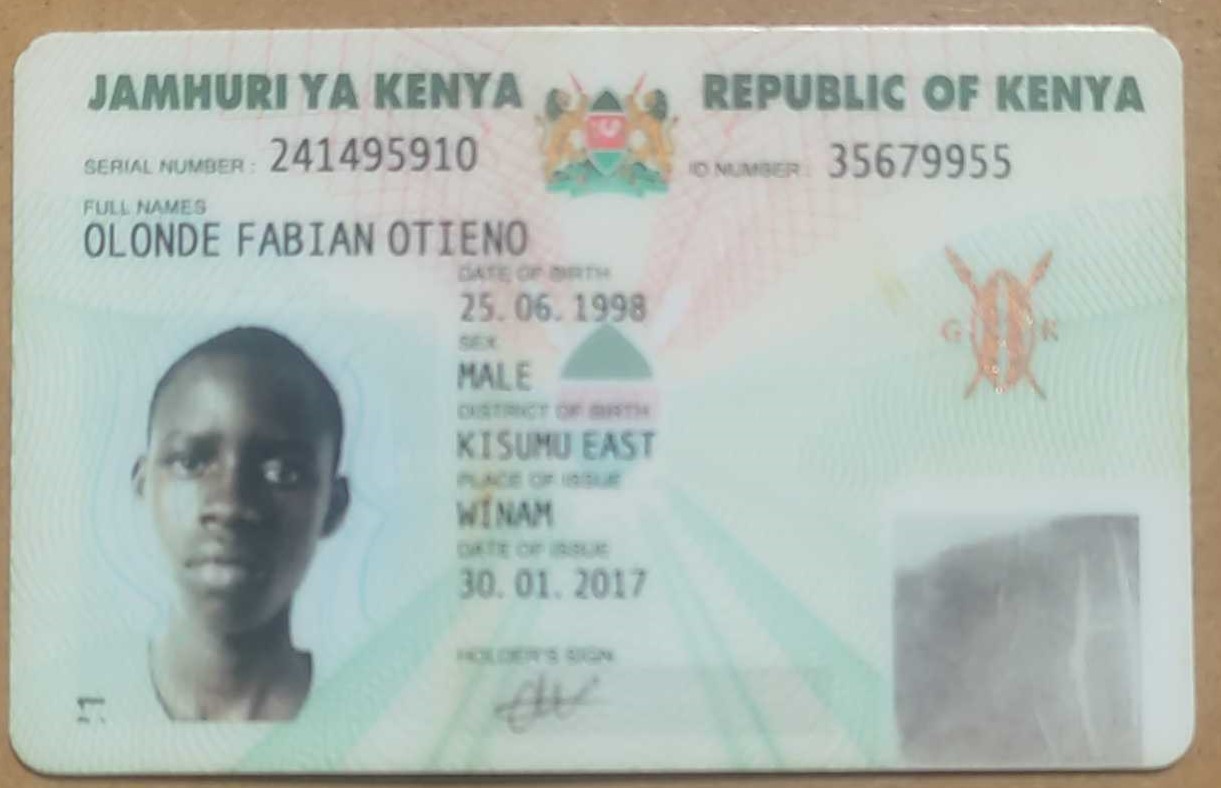 JAMHURI YA KENYA REPUBLIC OF KENYA
SERIAL NUMBER : 241495910 ID NUMBER: 35679955
FULL NAMES
OLONDE FABIAN OTIENO
DATE OF BIRTH
25. 06. 1998
SEX
MALE
G K
DISTRICT OF BIRTH
KISUMU EAST
PLACE OF ISSUE
WINAM
DATE OF ISSUE
30. 01. 2017
HOLDER'S SIGN